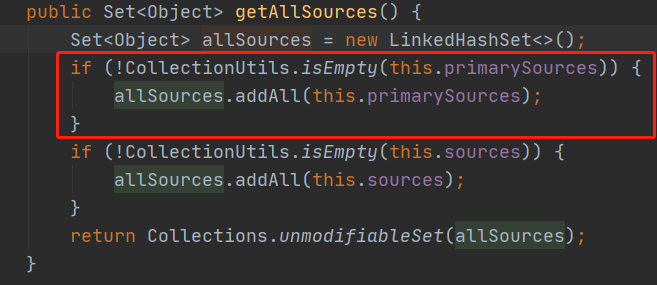 public Set<Object> getAllSources() {
Set<Object> allSources = new LinkedHashSet<>();
if (!CollectionUtils.isEmpty(this.primarySources)) {
allSources.addAll(this.primarySources);
}
if (!CollectionUtils.isEmpty(this.sources)) {
allSources.addAll(this.sources);
}
return Collections.unmodifiableSet(allSources);
}